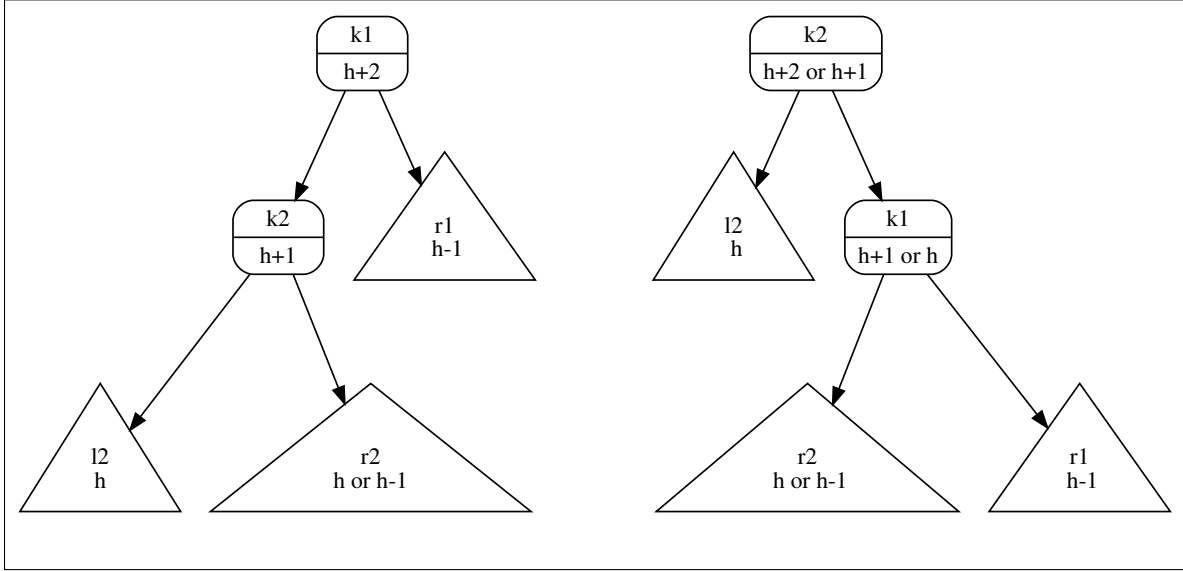 k1
h+2
k2
h+1
r1
h-1
l2
h
r2
h or h-1
k2
h+2 or h+1
l2
h
k1
h+1 or h
r2
h or h-1
r1
h-1